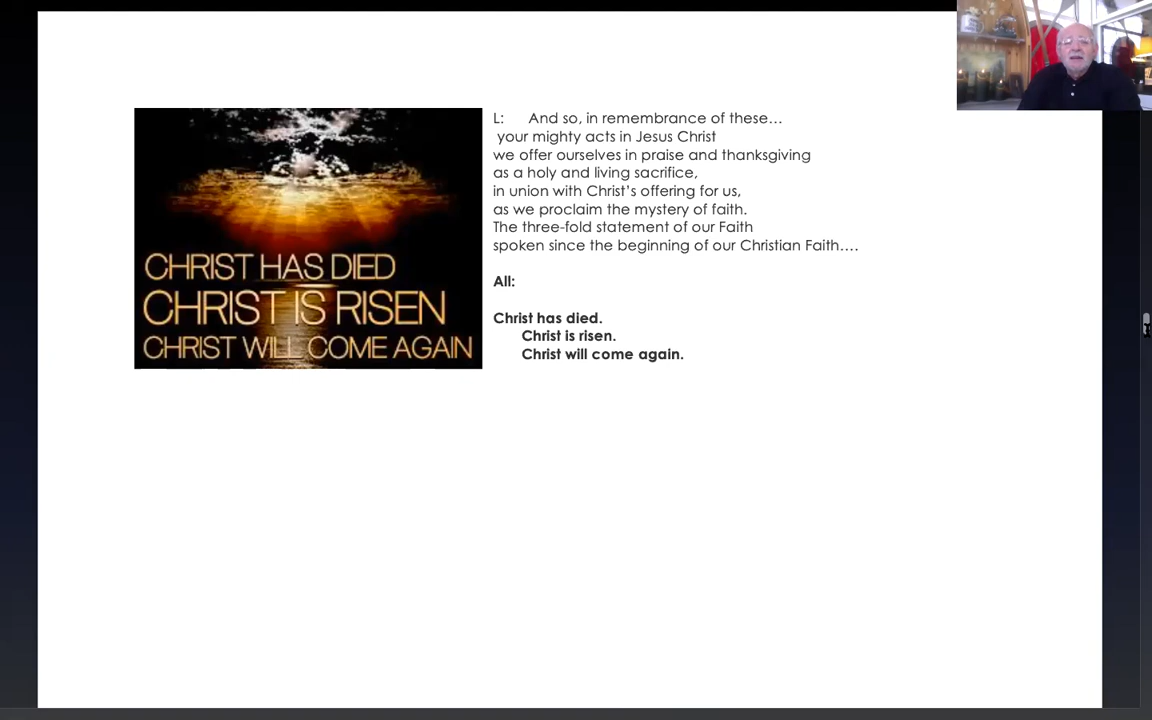 CHRIST HAS DIED
CHRIST IS RISEN
CHRIST WILL COME AGAIN
L: And so, in remembrance of these…
your mighty acts in Jesus Christ
we offer ourselves in praise and thanksgiving
as a holy and living sacrifice,
in union with Christ’s offering for us,
as we proclaim the mystery of faith.
The three-fold statement of our Faith
spoken since the beginning of our Christian Faith….
All:
Christ has died.
Christ is risen.
Christ will come again.